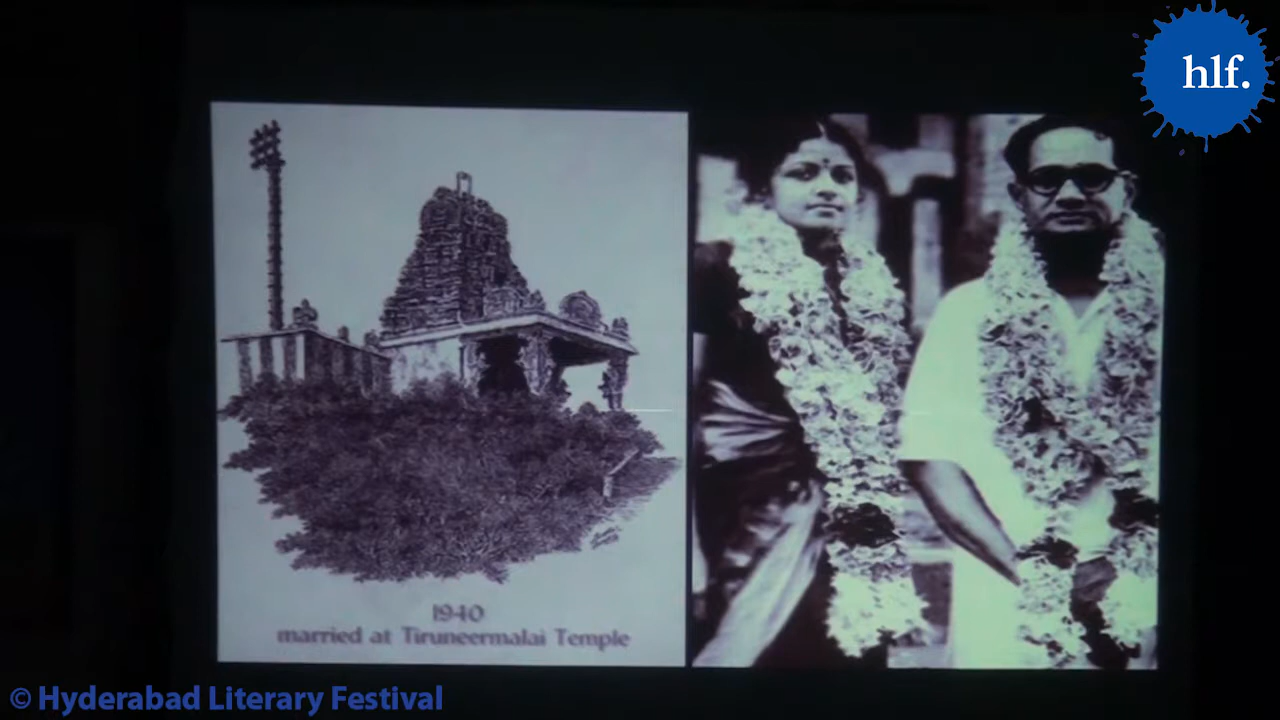 hlf.
1940
married at Tiruneermalai Temple
© Hyderabad Literary Festival